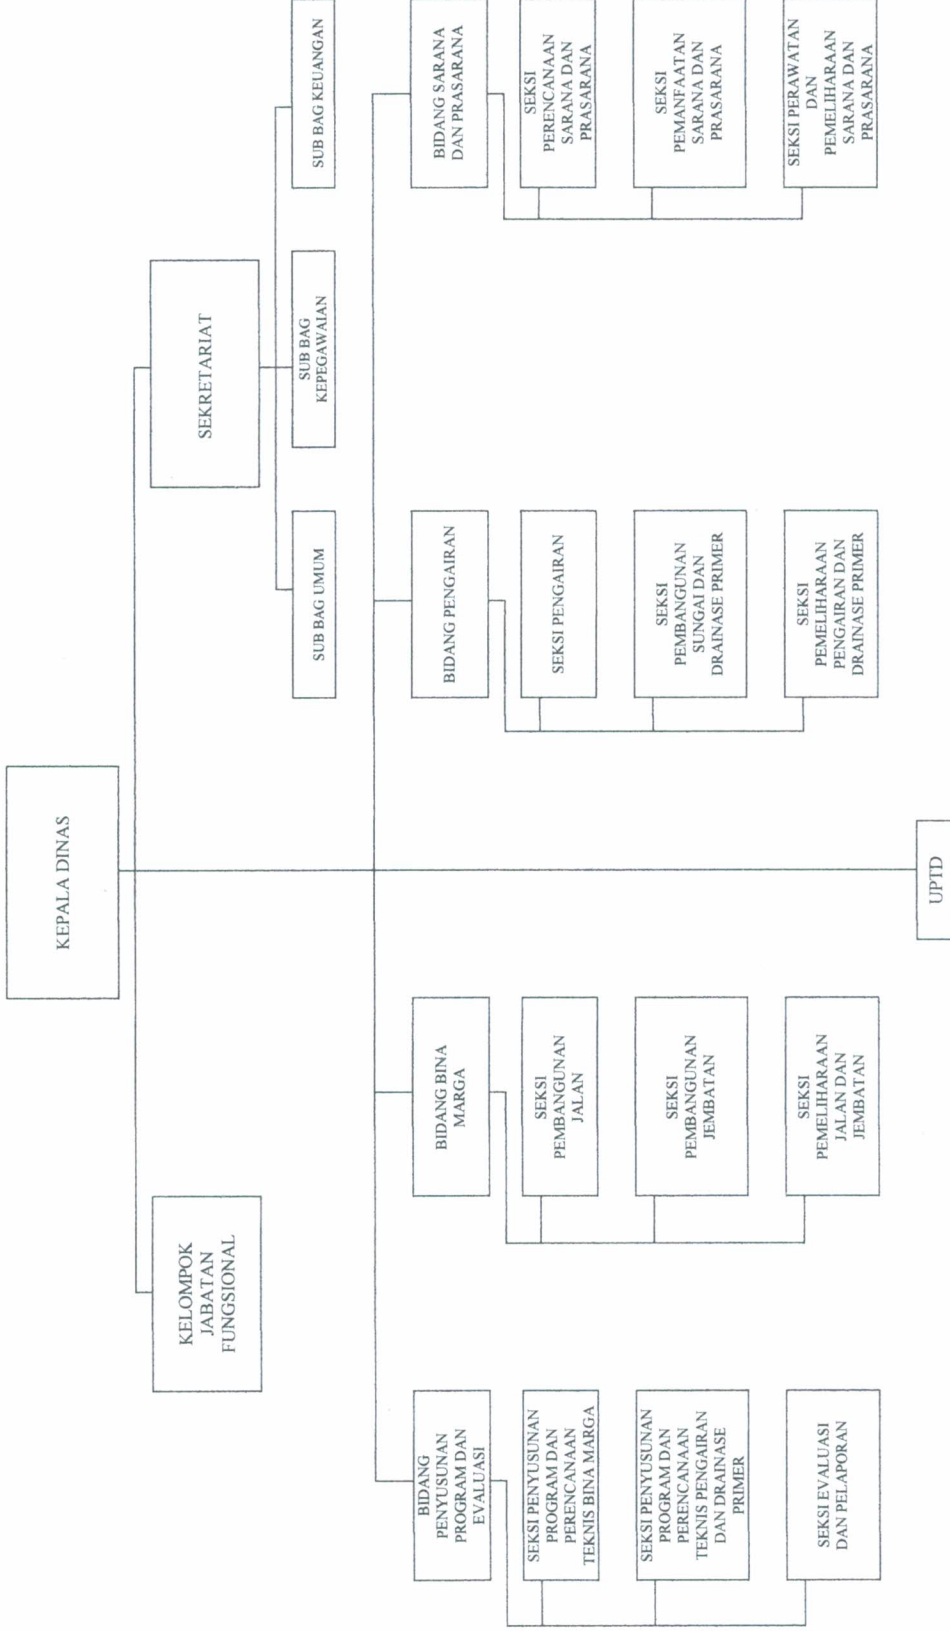 KEPALA DINAS
KELOMPOK
JABATAN
FUNGSIONAL
SEKRETARIAT
SUB BAG UMUM
SUB BAG
KEPEGAWAIAN
SUB BAG KEUANGAN
BIDANG
PENYUSUNAN
PROGRAM DAN
EVALUASI
SEKSI PENYUSUNAN
PROGRAM DAN
PERENCANAAN
TEKNIS BINA MARGA
SEKSI PENYUSUNAN
PROGRAM DAN
PERENCANAAN
TEKNIS PENGAIRAN
DAN DRAINASE
PRIMER
SEKSI EVALUASI
DAN PELAPORAN
BIDANG BINA
MARGA
SEKSI
PEMBANGUNAN
JALAN
SEKSI
PEMBANGUNAN
JEMBATAN
SEKSI
PEMELIHARAAN
JALAN DAN
JEMBATAN
BIDANG PENGAIRAN
SEKSI PENGAIRAN
SEKSI
PEMBANGUNAN
SUNGAI DAN
DRAINASE PRIMER
SEKSI
PEMELIHARAAN
PENGAIRAN DAN
DRAINASE PRIMER
BIDANG SARANA
DAN PRASARANA
SEKSI
PERENCANAAN
SARANA DAN
PRASARANA
SEKSI
PEMANFAATAN
SARANA DAN
PRASARANA
SEKSI PERAWATAN
DAN
PEMELIHARAAN
SARANA DAN
PRASARANA
UPTD